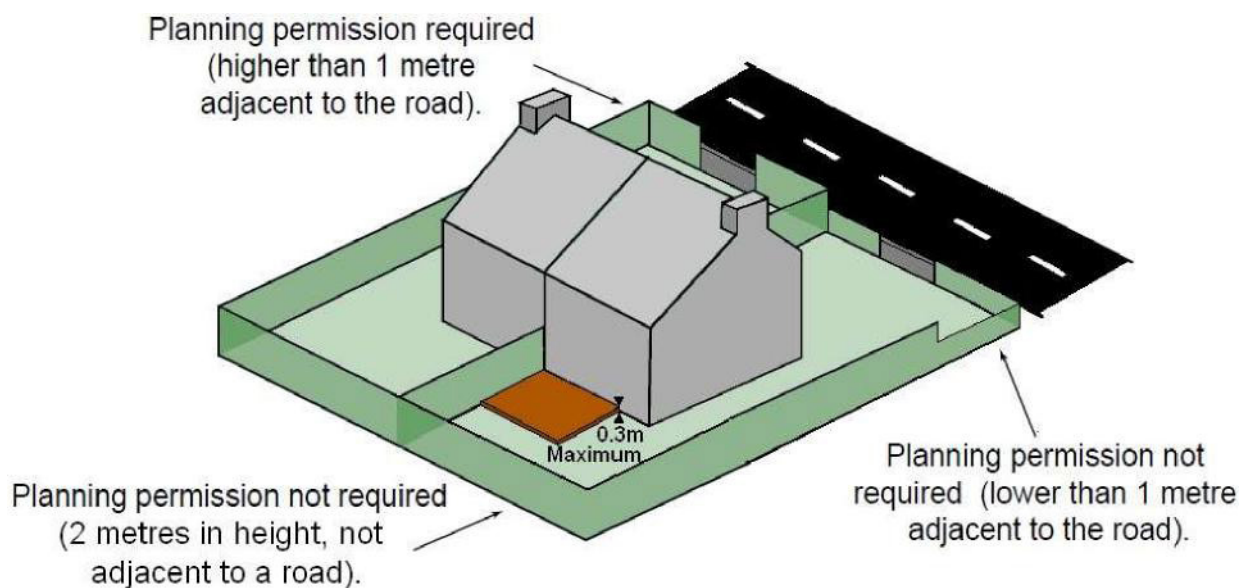 Planning permission required
(higher than 1 metre
adjacent to the road).
0.3m
Maximum
Planning permission not
required (lower than 1 metre
adjacent to the road).
Planning permission not required
(2 metres in height, not
adjacent to a road).